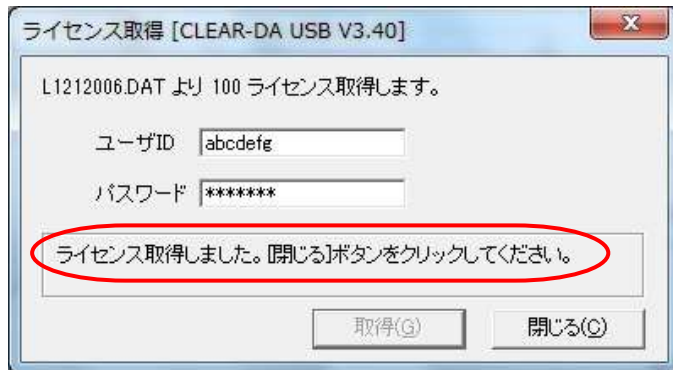 ライセンス取得 [CLEAR-DA USB V3.40]
L1212006.DAT より 100 ライセンス取得します。
ユーザID abcdefg
パスワード *******
ライセンス取得しました。[閉じる]ボタンをクリックしてください。
取得(G) 閉じる(C)